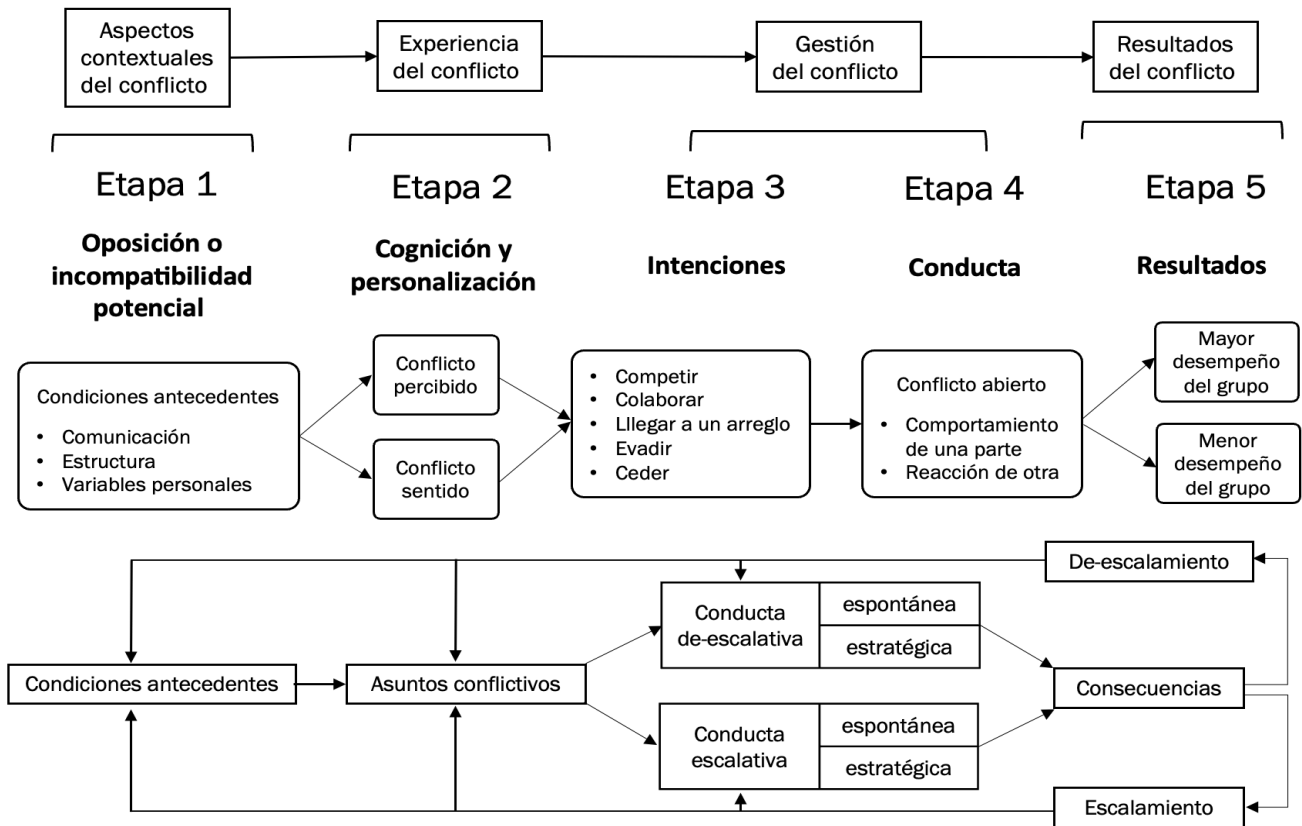 Aspectos
contextuales
del conflicto
Experiencia
del conflicto
Gestión
del conflicto
Resultados
del conflicto
Etapa 1
Etapa 2
Etapa 3
Etapa 4
Etapa 5
Oposición o
incompatibilidad
potencial
Cognición y
personalización
Intenciones
Conducta
Resultados
Condiciones antecedentes
• Comunicación
• Estructura
• Variables personales
Conflicto
percibido
Conflicto
sentido
• Competir
• Colaborar
• Lllegar a un arreglo
• Evadir
• Ceder
Conflicto abierto
• Comportamiento
de una parte
• Reacción de otra
Mayor
desempeño
del grupo
Menor
desempeño
del grupo
De-escalamiento
Conducta
de-escalativa
espontánea
estratégica
Condiciones antecedentes
Asuntos conflictivos
Consecuencias
Conducta
escalativa
espontánea
estratégica
Escalamiento